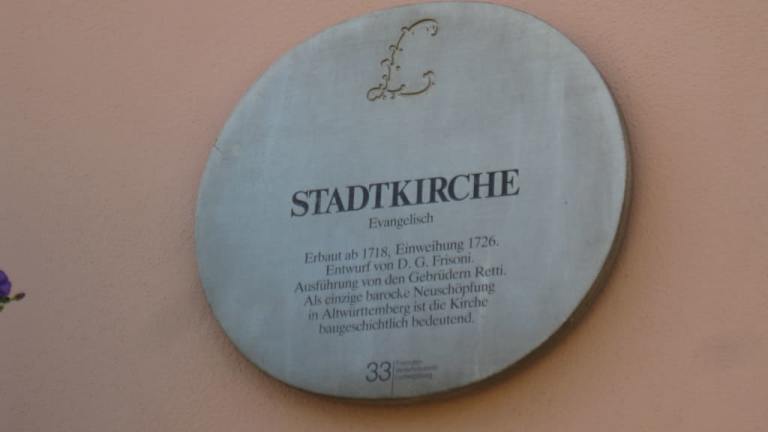 L
STADTKIRCHE
Evangelisch
Erbaut ab 1718, Einweihung 1726.
Entwurf von D. G. Frisoni.
Ausführung von den Gebrüdern Retti.
Als einzige barocke Neuschöpfung
in Altwürttemberg ist die Kirche
baugeschichtlich bedeutend.
33
Ludwigsburg